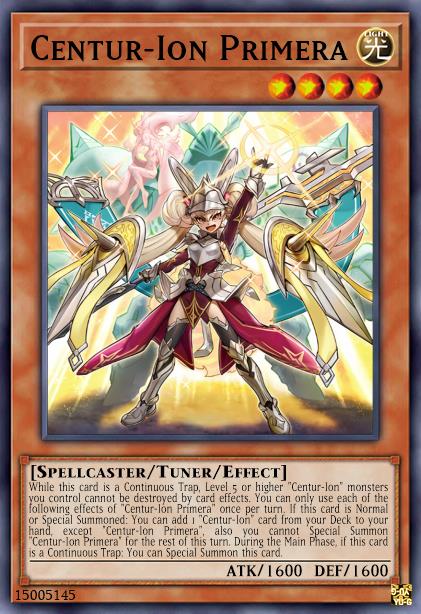 Centur-Ion Primera
LIGHT
光
[Spellcaster/Tuner/Effect]
While this card is a Continuous Trap, Level 5 or higher "Centur-Ion" monsters
you control cannot be destroyed by card effects. You can only use each of the
following effects of "Centur-Ion Primera" once per turn. If this card is Normal
or Special Summoned: You can add 1 "Centur-Ion" card from your Deck to your
hand, except "Centur-Ion Primera", also you cannot Special Summon
"Centur-Ion Primera" for the rest of this turn. During the Main Phase, if this card
is a Continuous Trap: You can Special Summon this card.
ATK/1600 DEF/1600
15005145